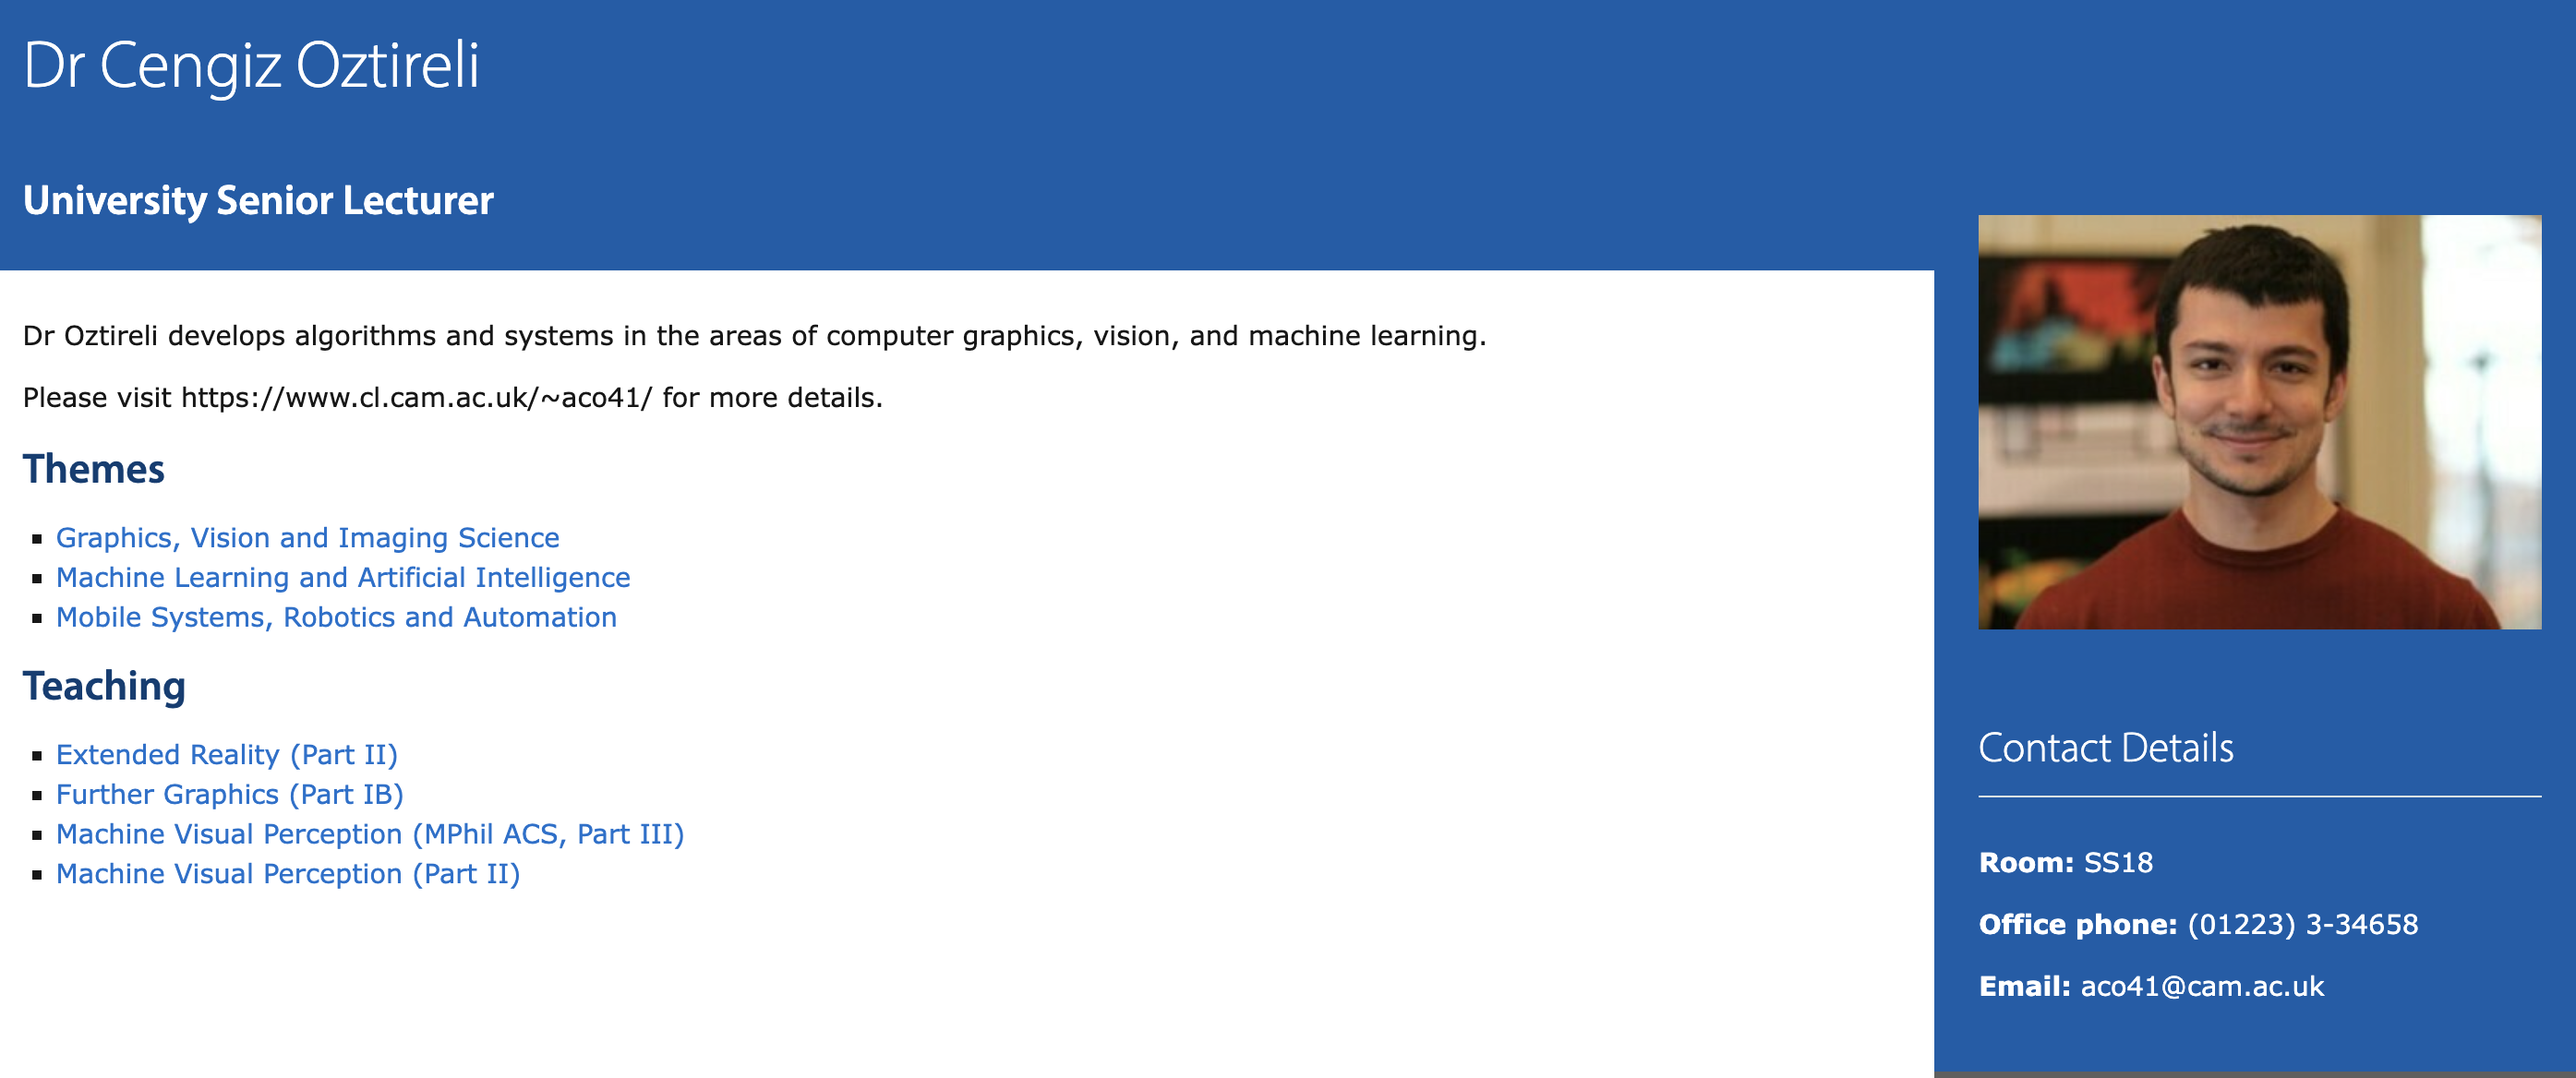 Dr Cengiz Oztireli
University Senior Lecturer
Dr Oztireli develops algorithms and systems in the areas of computer graphics, vision, and machine learning.
Please visit https://www.cl.cam.ac.uk/~aco41/ for more details.
Themes
Graphics, Vision and Imaging Science
Machine Learning and Artificial Intelligence
Mobile Systems, Robotics and Automation
Teaching
Extended Reality (Part II)
Further Graphics (Part IB)
Machine Visual Perception (MPhil ACS, Part III)
Machine Visual Perception (Part II)
Contact Details
Room: SS18
Office phone: (01223) 3-34658
Email: aco41@cam.ac.uk